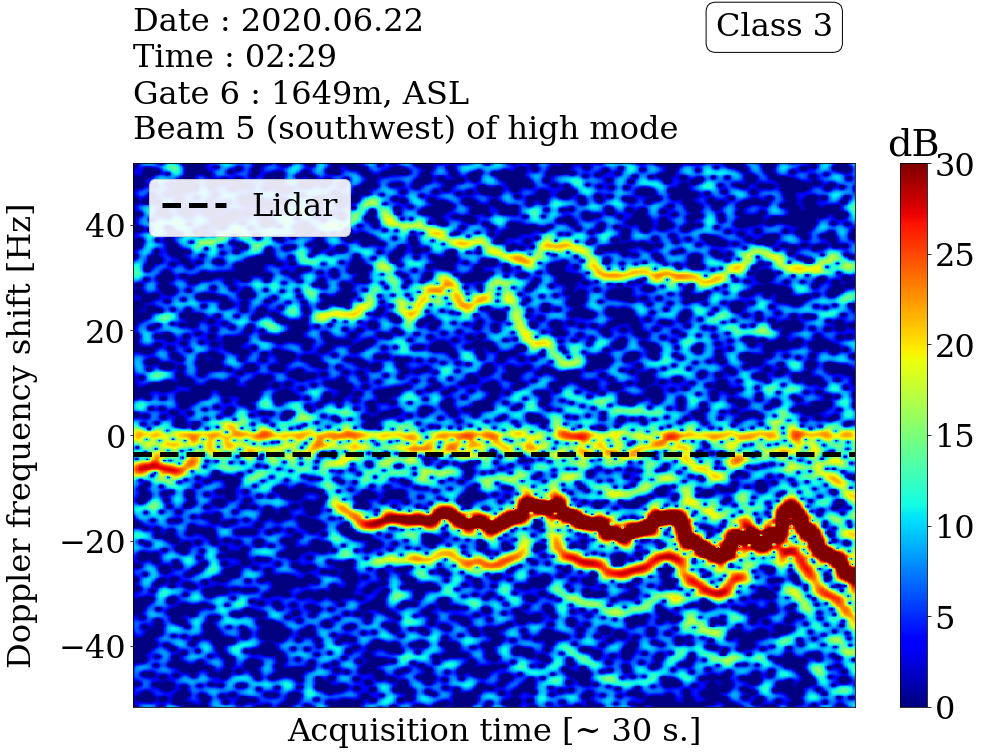 Date : 2020.06.22
Time : 02:29
Gate 6 : 1649m, ASL
Beam 5 (southwest) of high mode
Class 3
dB
Lidar
Doppler frequency shift [Hz]
40
20
0
−20
−40
30
25
20
15
10
5
0
Acquisition time [~ 30 s.]